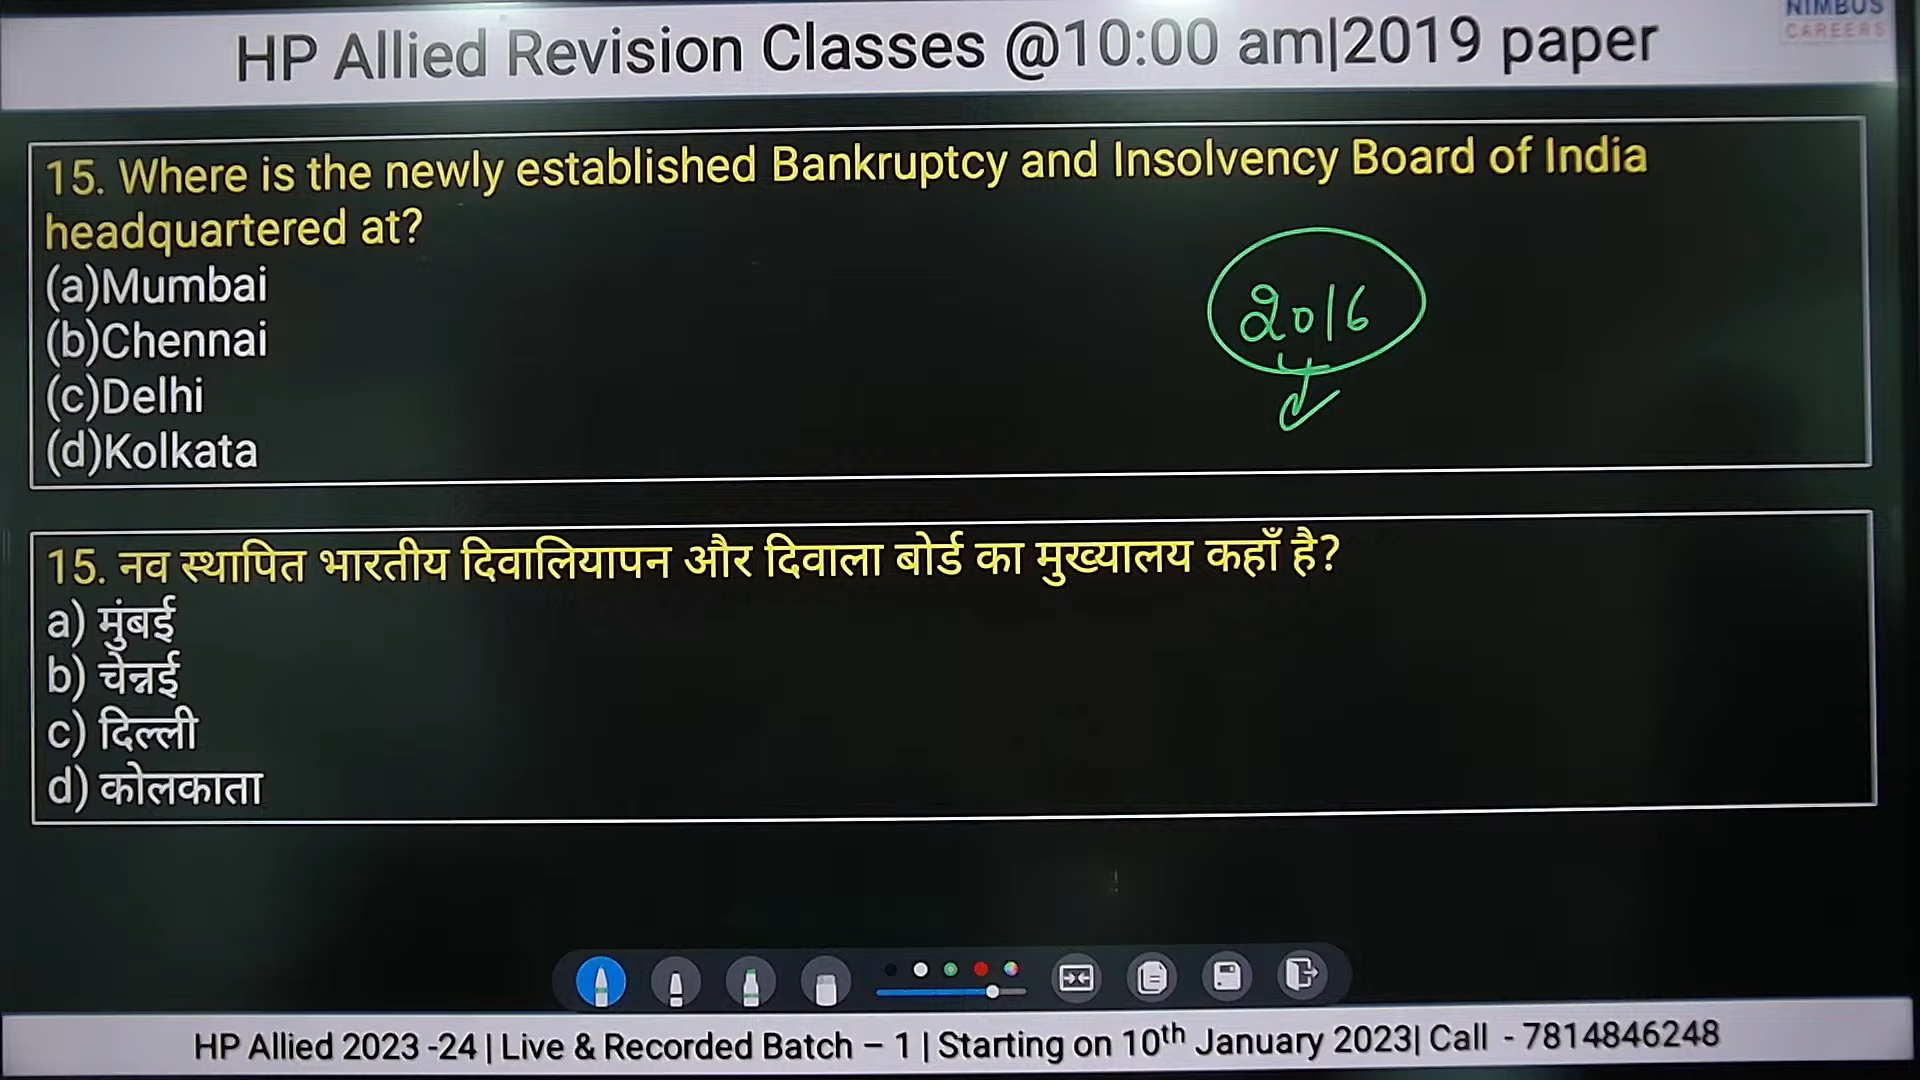 HP Allied Revision Classes @10:00 am|2019 paper
NIMBUS
CAREERS
15. Where is the newly established Bankruptcy and Insolvency Board of India
headquartered at?
(a)Mumbai
(b)Chennai
(c)Delhi
(d)Kolkata
2016
15. नव स्थापित भारतीय दिवालियापन और दिवाला बोर्ड का मुख्यालय कहाँ है?
a) मुंबई
b) चेन्नई
c) दिल्ली
d) कोलकाता
HP Allied 2023 -24 | Live & Recorded Batch – 1 | Starting on 10th January 2023| Call - 7814846248